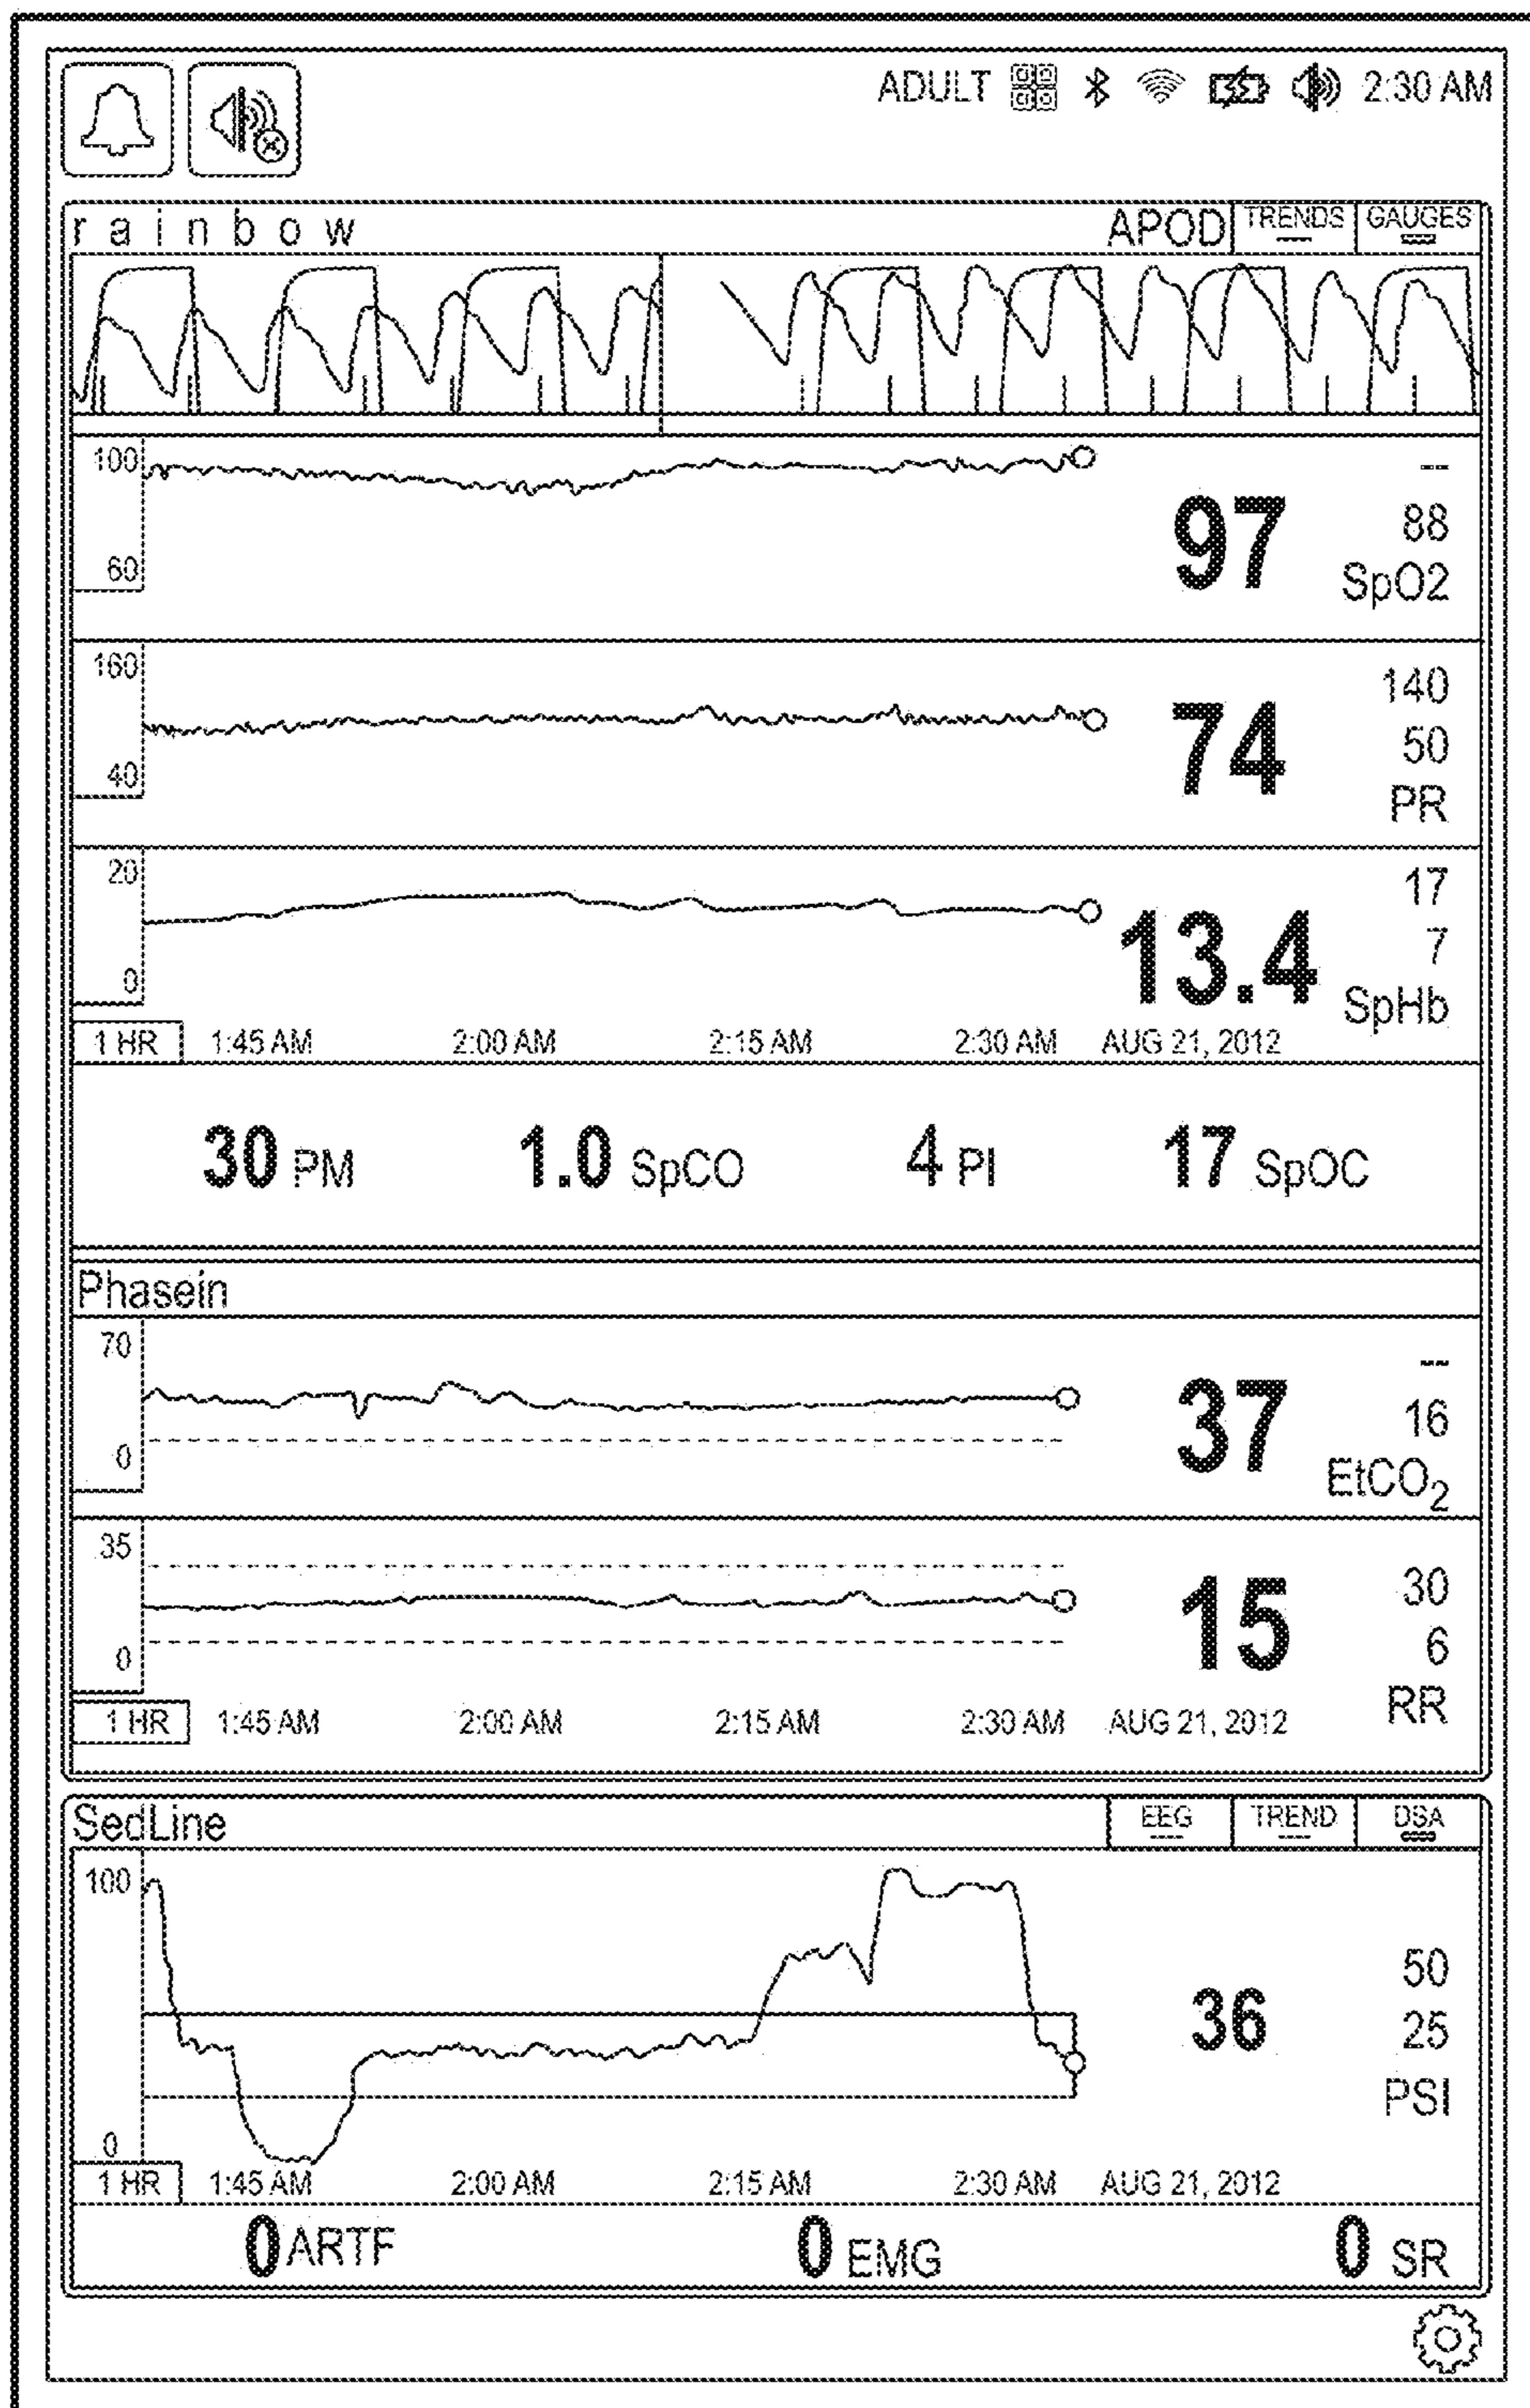 ADULT 2:30 AM
rainbow APOD TRENDS GAUGES
100
60
97
--
88
SpO2
160
40
74
140
50
PR
20
0
13.4
17
7
SpHb
1 HR 1:45 AM 2:00 AM 2:15 AM 2:30 AM AUG 21, 2012
30 PM 1.0 SpCO 4 PI 17 SpOC
Phasein
70
0
37
--
16
EtCO₂
35
0
15
30
6
RR
1 HR 1:45 AM 2:00 AM 2:15 AM 2:30 AM AUG 21, 2012
SedLine EEG TREND DSA
100
0
36
50
25
PSI
1 HR 1:45 AM 2:00 AM 2:15 AM 2:30 AM AUG 21, 2012
0 ARTF 0 EMG 0 SR